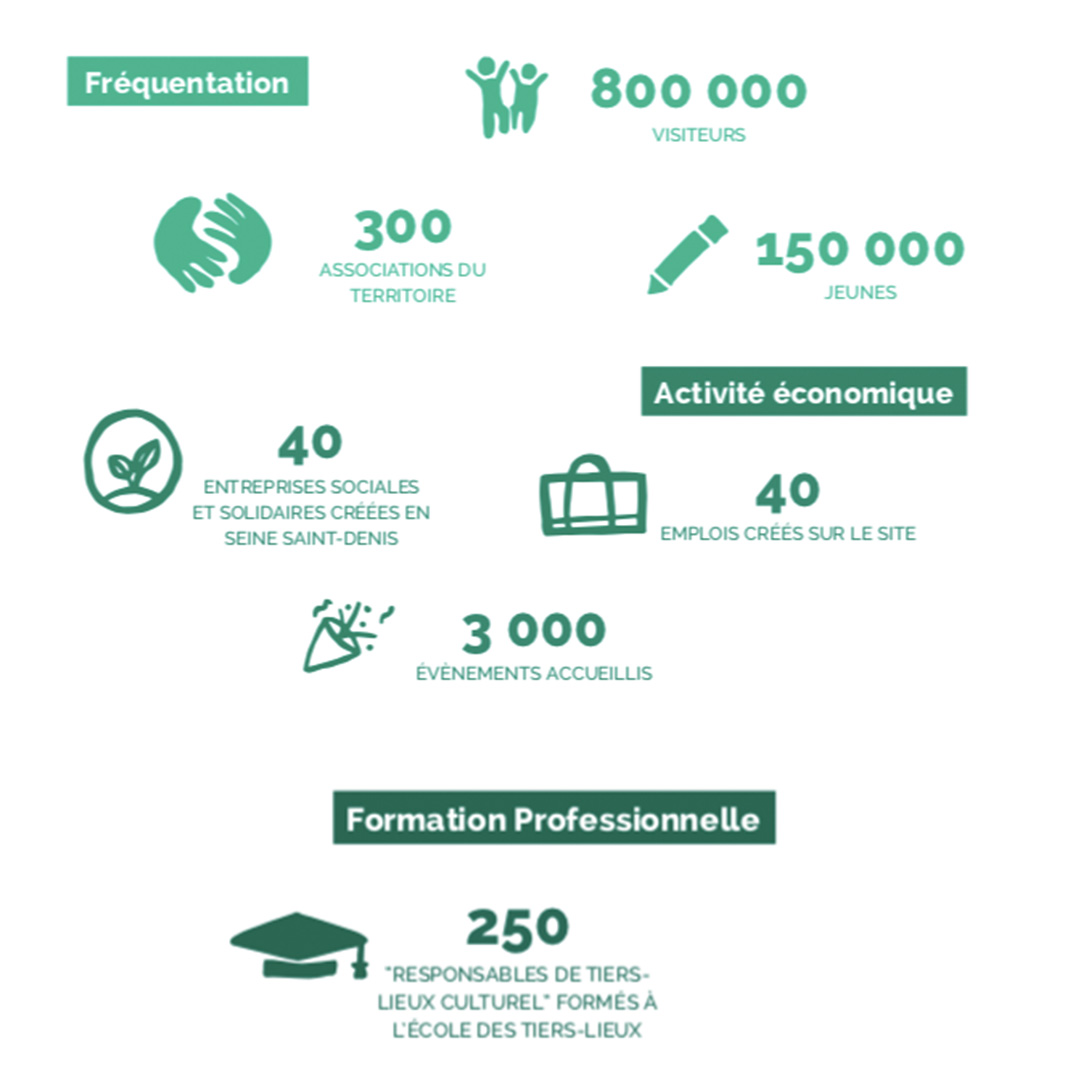 Fréquentation
800 000
VISITEURS
300
ASSOCIATIONS DU
TERRITOIRE
150 000
JEUNES
Activité économique
40
ENTREPRISES SOCIALES
ET SOLIDAIRES CRÉÉES EN
SEINE SAINT-DENIS
40
EMPLOIS CRÉÉS SUR LE SITE
3 000
ÉVÈNEMENTS ACCUEILLIS
Formation Professionnelle
250
"RESPONSABLES DE TIERS-
LIEUX CULTUREL" FORMÉS À
L'ÉCOLE DES TIERS-LIEUX